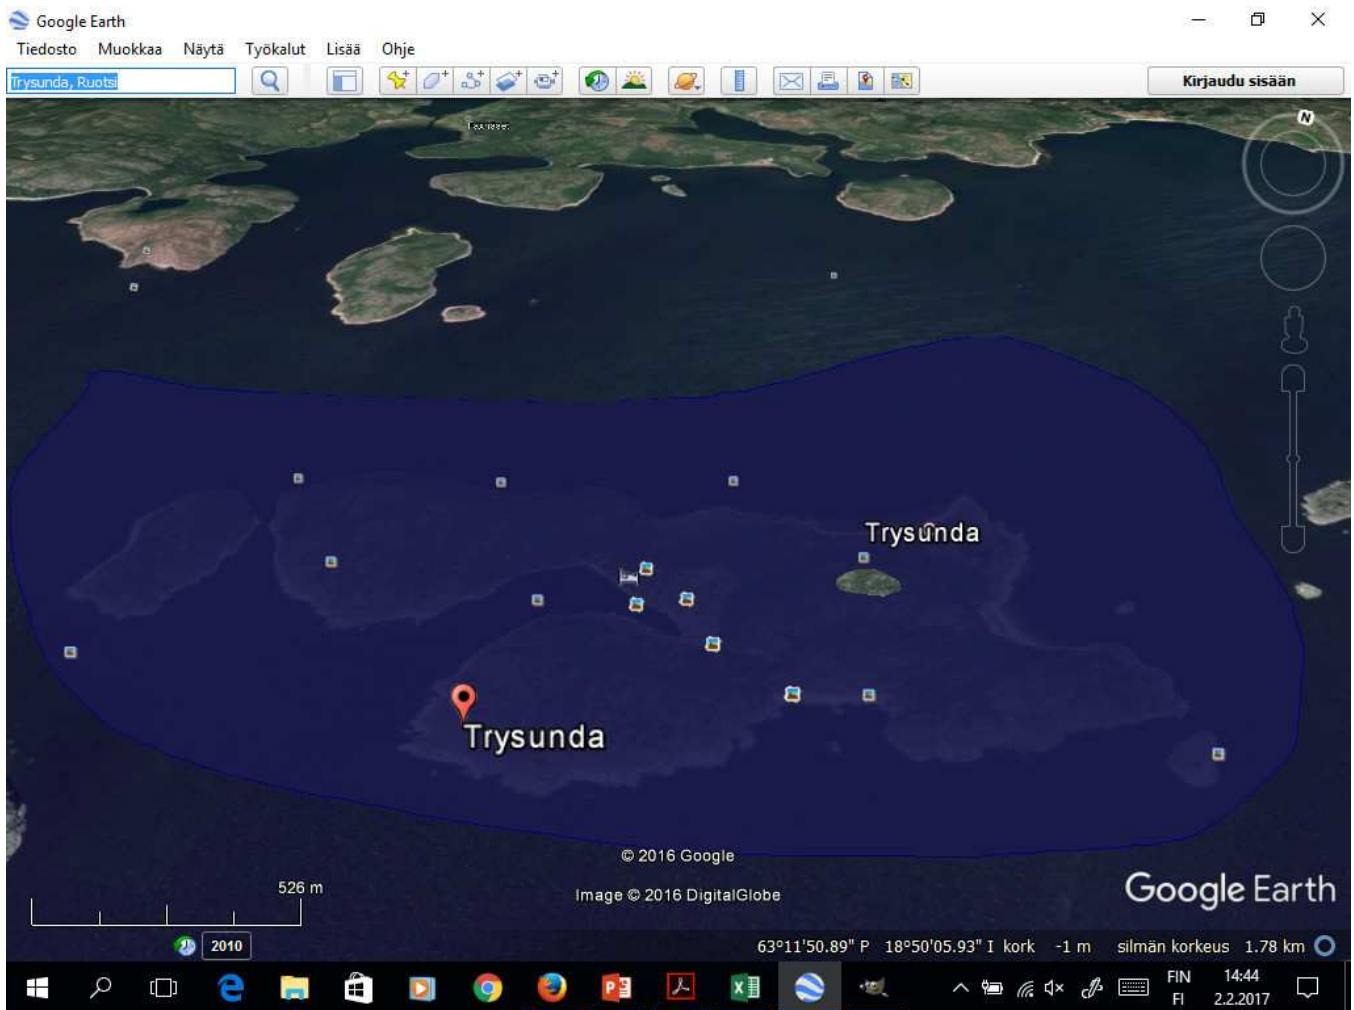 Google Earth
Tiedosto Muokkaa Näytä Työkalut Lisää Ohje
Trysunda, Ruotsi
Kirjaudu sisään
N
Trysunda
Trysunda
© 2016 Google
Image © 2016 DigitalGlobe
Google Earth
526 m
2010
63°11'50.89" P 18°50'05.93" I kork -1 m silmän korkeus 1.78 km
FIN
FI
14:44
2.2.2017